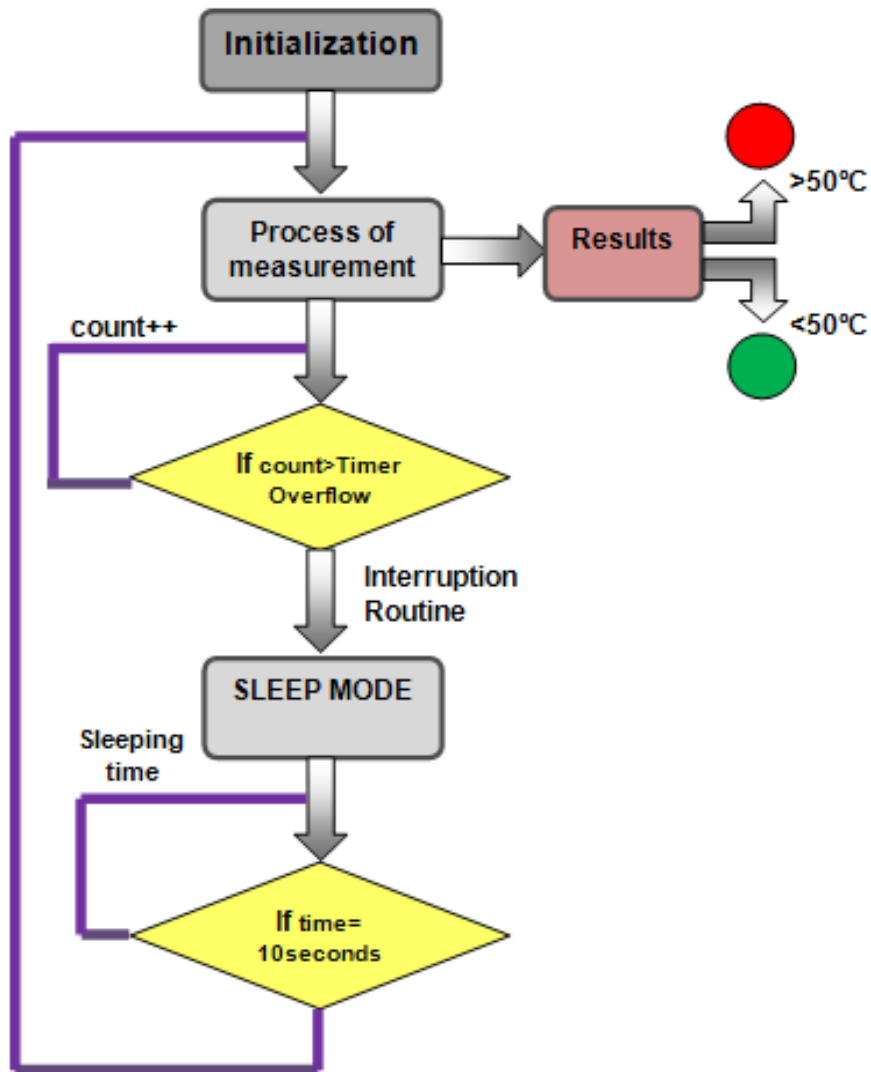 Initialization
>50ºC
Process of
measurement
Results
<50ºC
count++
If count>Timer
Overflow
Interruption
Routine
SLEEP MODE
Sleeping
time
If time=
10seconds